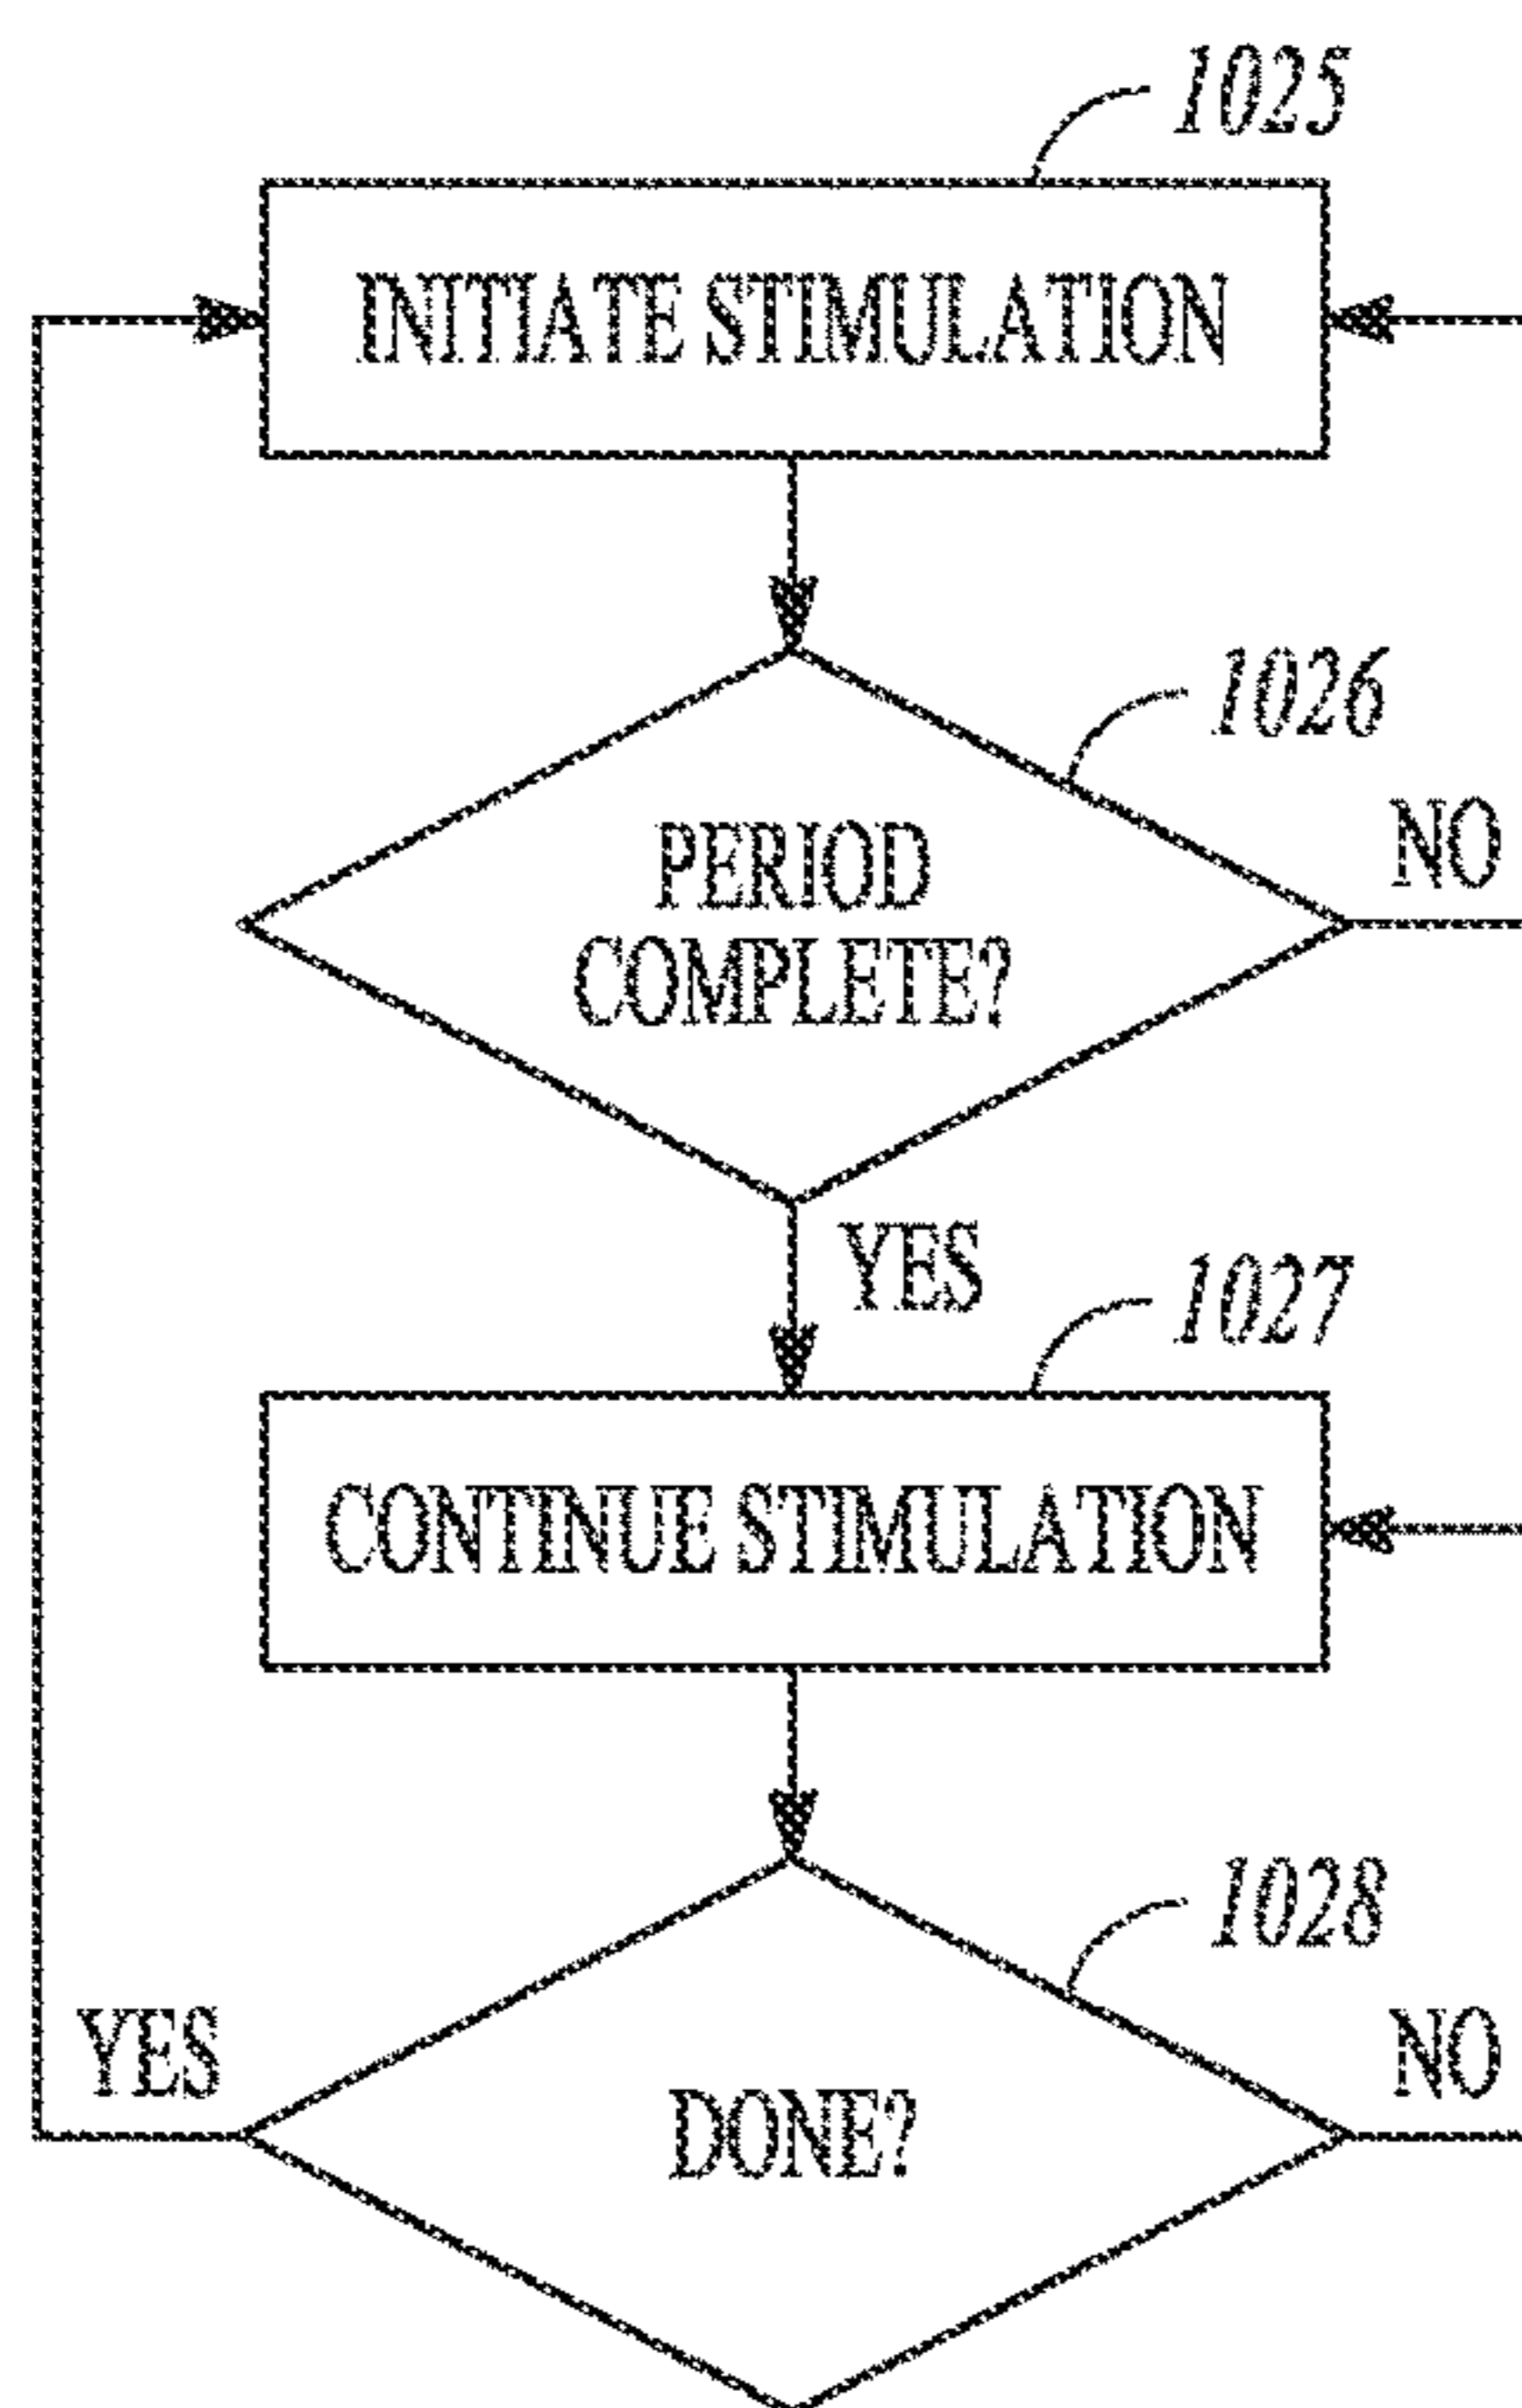 1025
INITIATE STIMULATION
1026
NO
PERIOD
COMPLETE?
YES
1027
CONTINUE STIMULATION
1028
YES
NO
DONE?